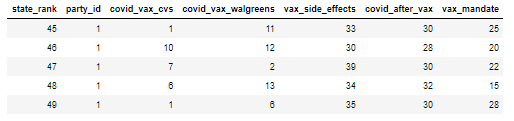 state_rank party_id covid_vax_cvs covid_vax_walgreens vax_side_effects covid_after_vax vax_mandate
45 1 1 11 33 30 25
46 1 10 12 30 28 20
47 1 7 2 39 30 22
48 1 6 13 34 32 15
49 1 1 6 35 30 28